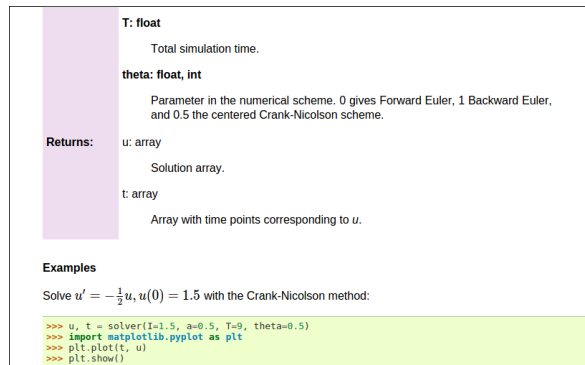 T: float
Total simulation time.
theta: float, int
Parameter in the numerical scheme. 0 gives Forward Euler, 1 Backward Euler,
and 0.5 the centered Crank-Nicolson scheme.
Returns: u: array
Solution array.
t: array
Array with time points corresponding to u.
Examples
Solve u′ = −½u, u(0) = 1.5 with the Crank-Nicolson method:
>>> u, t = solver(I=1.5, a=0.5, T=9, theta=0.5)
>>> import matplotlib.pyplot as plt
>>> plt.plot(t, u)
>>> plt.show()